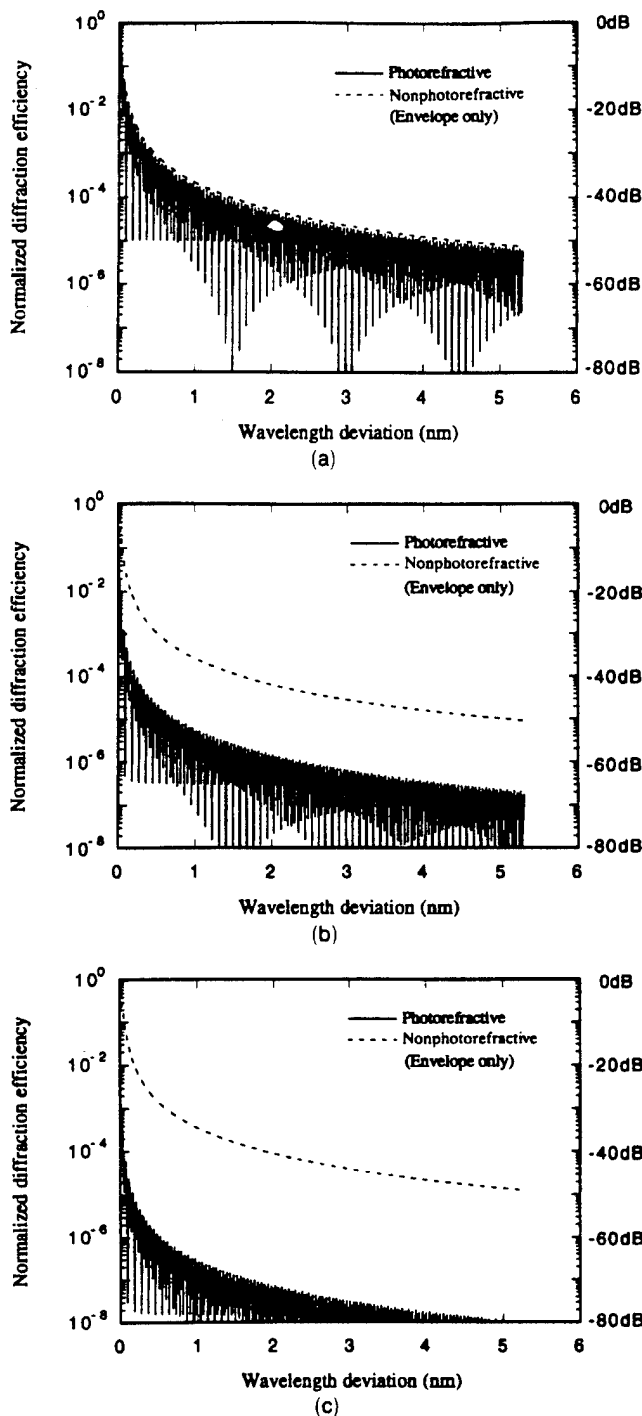 10^0
10^-2
10^-4
10^-6
10^-8
Normalized diffraction efficiency
Photorefractive
Nonphotorefractive
(Envelope only)
0dB
-20dB
-40dB
-60dB
-80dB
0 1 2 3 4 5 6
Wavelength deviation (nm)
(a)
10^0
10^-2
10^-4
10^-6
10^-8
Normalized diffraction efficiency
Photorefractive
Nonphotorefractive
(Envelope only)
0dB
-20dB
-40dB
-60dB
-80dB
0 1 2 3 4 5 6
Wavelength deviation (nm)
(b)
10^0
10^-2
10^-4
10^-6
10^-8
Normalized diffraction efficiency
Photorefractive
Nonphotorefractive
(Envelope only)
0dB
-20dB
-40dB
-60dB
-80dB
0 1 2 3 4 5 6
Wavelength deviation (nm)
(c)